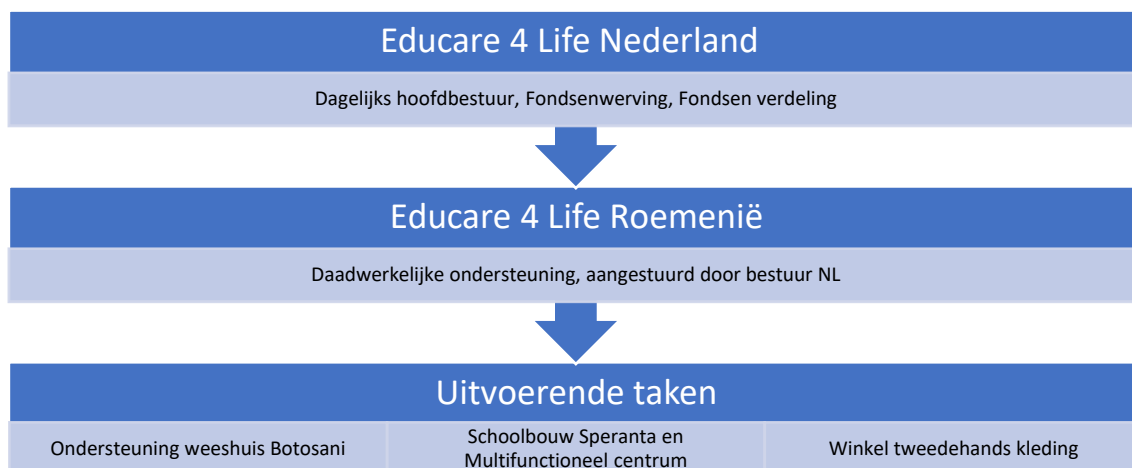 Educare 4 Life Nederland
Dagelijks hoofdbestuur, Fondsenwerving, Fondsen verdeling
Educare 4 Life Roemenië
Daadwerkelijke ondersteuning, aangestuurd door bestuur NL
Uitvoerende taken
Ondersteuning weeshuis Botosani
Schoolbouw Speranta en
Multifunctioneel centrum
Winkel tweedehands kleding